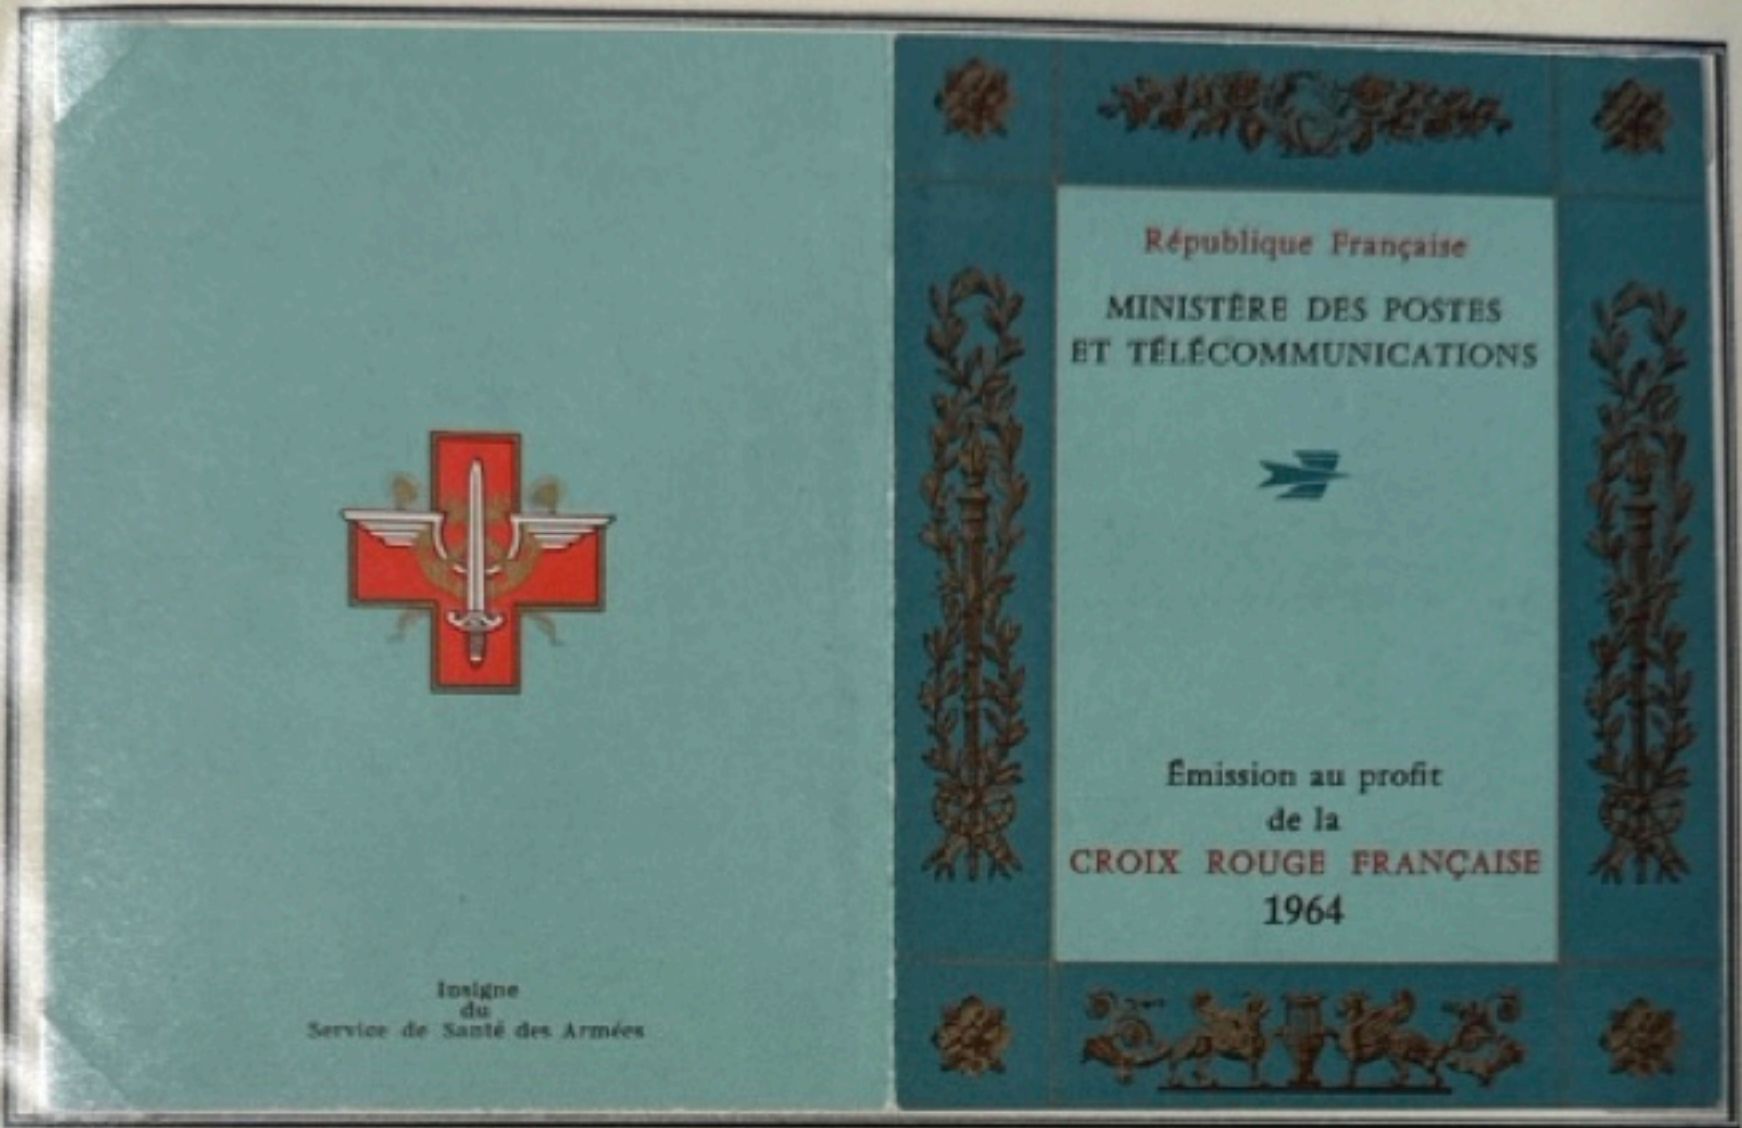 Insigne
du
Service de Santé des Armées
République Française
MINISTÈRE DES POSTES
ET TÉLÉCOMMUNICATIONS
Émission au profit
de la
CROIX ROUGE FRANÇAISE
1964